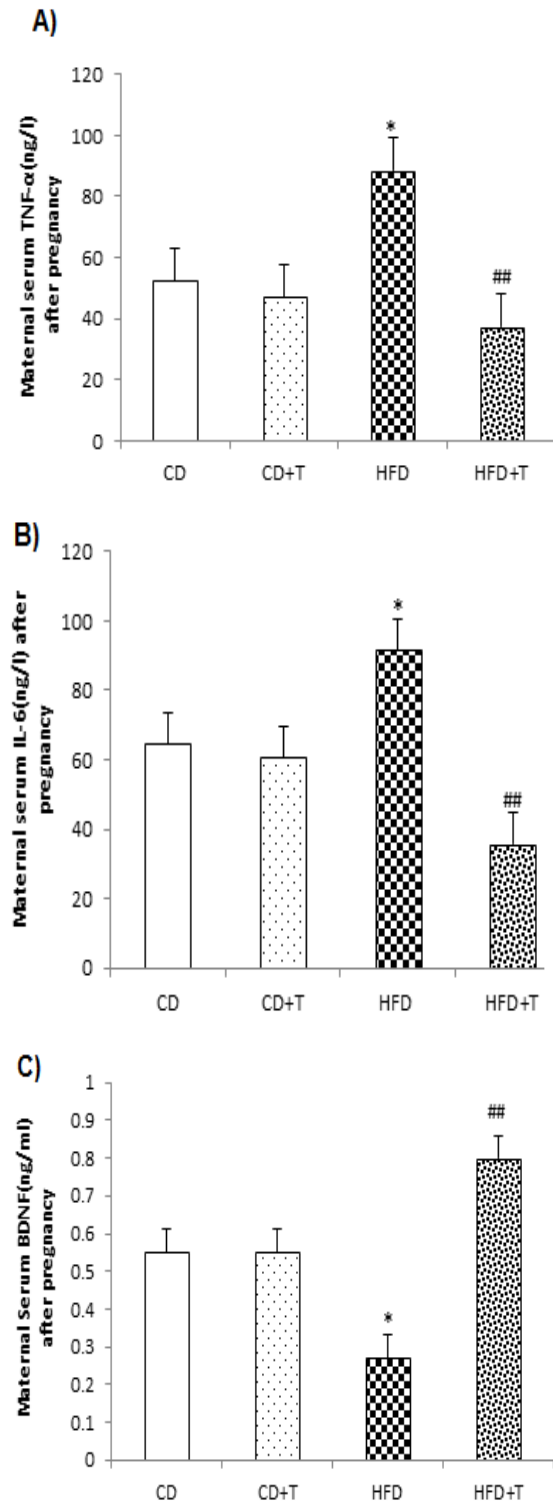 A)
Maternal serum TNF-α(ng/l)
after pregnancy
120
100
80
60
40
20
0
*
##
CD CD+T HFD HFD+T
B)
Maternal serum IL-6(ng/l) after
pregnancy
120
100
80
60
40
20
0
*
##
CD CD+T HFD HFD+T
C)
Maternal Serum BDNF(ng/ml)
after pregnancy
1
0.9
0.8
0.7
0.6
0.5
0.4
0.3
0.2
0.1
0
*
##
CD CD+T HFD HFD+T